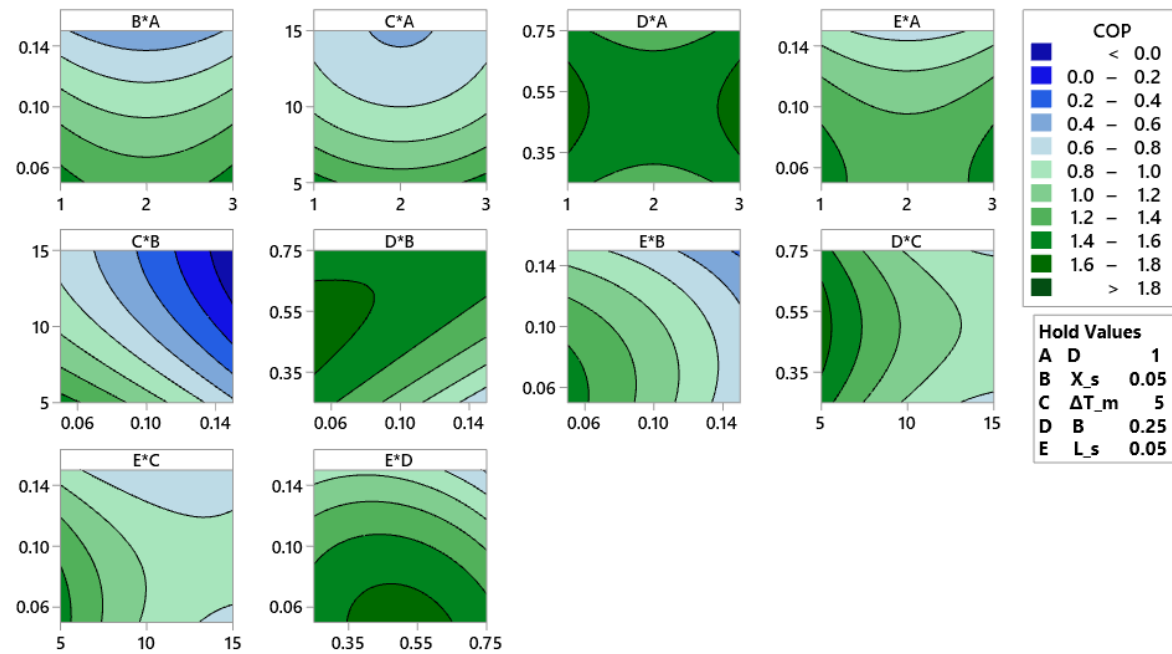 B*A
C*A
D*A
E*A
0.14
0.10
0.06
1 2 3
15
10
5
1 2 3
0.75
0.55
0.35
1 2 3
0.14
0.10
0.06
1 2 3
COP
< 0.0
0.0 – 0.2
0.2 – 0.4
0.4 – 0.6
0.6 – 0.8
0.8 – 1.0
1.0 – 1.2
1.2 – 1.4
1.4 – 1.6
1.6 – 1.8
> 1.8
C*B
D*B
E*B
D*C
15
10
5
0.06 0.10 0.14
0.75
0.55
0.35
0.06 0.10 0.14
0.14
0.10
0.06
0.06 0.10 0.14
0.75
0.55
0.35
5 10 15
Hold Values
A D 1
B X_s 0.05
C ΔT_m 5
D B 0.25
E L_s 0.05
E*C
E*D
0.14
0.10
0.06
5 10 15
0.14
0.10
0.06
0.35 0.55 0.75